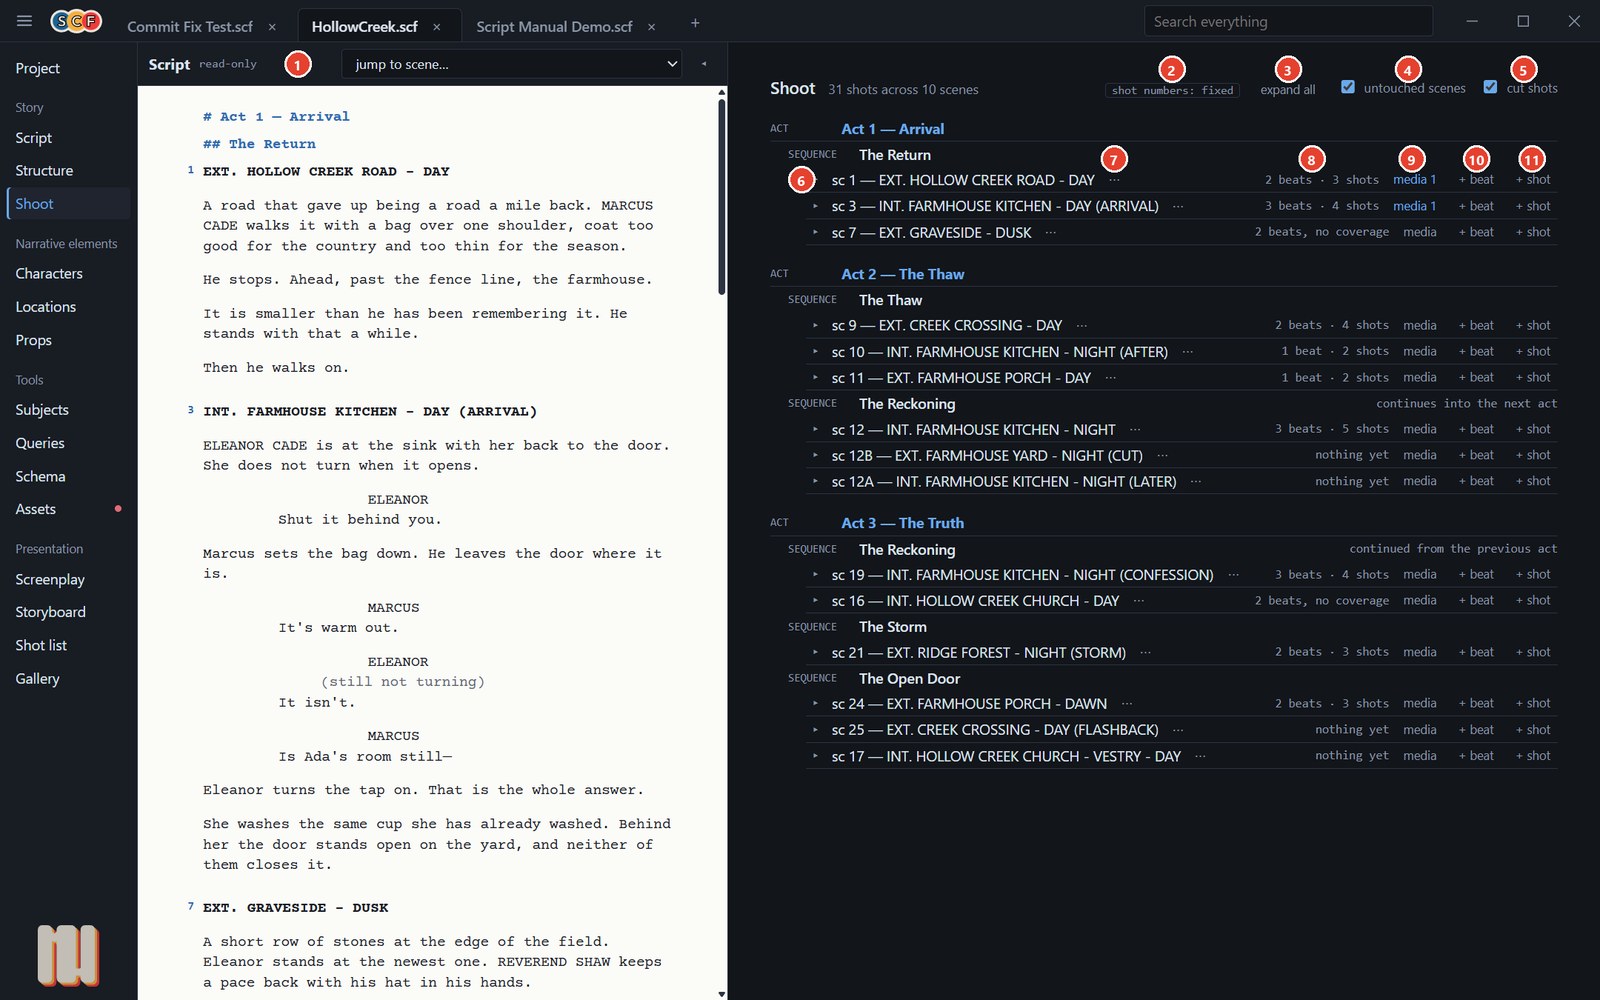 SCF
Commit Fix Test.scf ×
HollowCreek.scf ×
Script Manual Demo.scf ×
+
Search everything
Project
Story
Script
Structure
Shoot
Narrative elements
Characters
Locations
Props
Tools
Subjects
Queries
Schema
Assets
Presentation
Screenplay
Storyboard
Shot list
Gallery
Script read-only 1 jump to scene...
# Act 1 — Arrival
## The Return
1 EXT. HOLLOW CREEK ROAD - DAY
A road that gave up being a road a mile back. MARCUS
CADE walks it with a bag over one shoulder, coat too
good for the country and too thin for the season.
He stops. Ahead, past the fence line, the farmhouse.
It is smaller than he has been remembering it. He
stands with that a while.
Then he walks on.
3 INT. FARMHOUSE KITCHEN - DAY (ARRIVAL)
ELEANOR CADE is at the sink with her back to the door.
She does not turn when it opens.
ELEANOR
Shut it behind you.
Marcus sets the bag down. He leaves the door where it
is.
MARCUS
It's warm out.
ELEANOR
(still not turning)
It isn't.
MARCUS
Is Ada's room still—
Eleanor turns the tap on. That is the whole answer.
She washes the same cup she has already washed. Behind
her the door stands open on the yard, and neither of
them closes it.
7 EXT. GRAVESIDE - DUSK
A short row of stones at the edge of the field.
Eleanor stands at the newest one. REVEREND SHAW keeps
a pace back with his hat in his hands.
2 3 4 5
Shoot 31 shots across 10 scenes shot numbers: fixed expand all untouched scenes cut shots
ACT Act 1 — Arrival
SEQUENCE The Return
7 8 9 10 11
6 sc 1 — EXT. HOLLOW CREEK ROAD - DAY ... 2 beats · 3 shots media 1 + beat + shot
sc 3 — INT. FARMHOUSE KITCHEN - DAY (ARRIVAL) ... 3 beats · 4 shots media 1 + beat + shot
sc 7 — EXT. GRAVESIDE - DUSK ... 2 beats, no coverage media + beat + shot
ACT Act 2 — The Thaw
SEQUENCE The Thaw
sc 9 — EXT. CREEK CROSSING - DAY ... 2 beats · 4 shots media + beat + shot
sc 10 — INT. FARMHOUSE KITCHEN - NIGHT (AFTER) ... 1 beat · 2 shots media + beat + shot
sc 11 — EXT. FARMHOUSE PORCH - DAY ... 1 beat · 2 shots media + beat + shot
SEQUENCE The Reckoning continues into the next act
sc 12 — INT. FARMHOUSE KITCHEN - NIGHT ... 3 beats · 5 shots media + beat + shot
sc 12B — EXT. FARMHOUSE YARD - NIGHT (CUT) ... nothing yet media + beat + shot
sc 12A — INT. FARMHOUSE KITCHEN - NIGHT (LATER) ... nothing yet media + beat + shot
ACT Act 3 — The Truth
SEQUENCE The Reckoning continued from the previous act
sc 19 — INT. FARMHOUSE KITCHEN - NIGHT (CONFESSION) ... 3 beats · 4 shots media + beat + shot
sc 16 — INT. HOLLOW CREEK CHURCH - DAY ... 2 beats, no coverage media + beat + shot
SEQUENCE The Storm
sc 21 — EXT. RIDGE FOREST - NIGHT (STORM) ... 2 beats · 3 shots media + beat + shot
SEQUENCE The Open Door
sc 24 — EXT. FARMHOUSE PORCH - DAWN ... 2 beats · 3 shots media + beat + shot
sc 25 — EXT. CREEK CROSSING - DAY (FLASHBACK) ... nothing yet media + beat + shot
sc 17 — INT. HOLLOW CREEK CHURCH - VESTRY - DAY ... nothing yet media + beat + shot